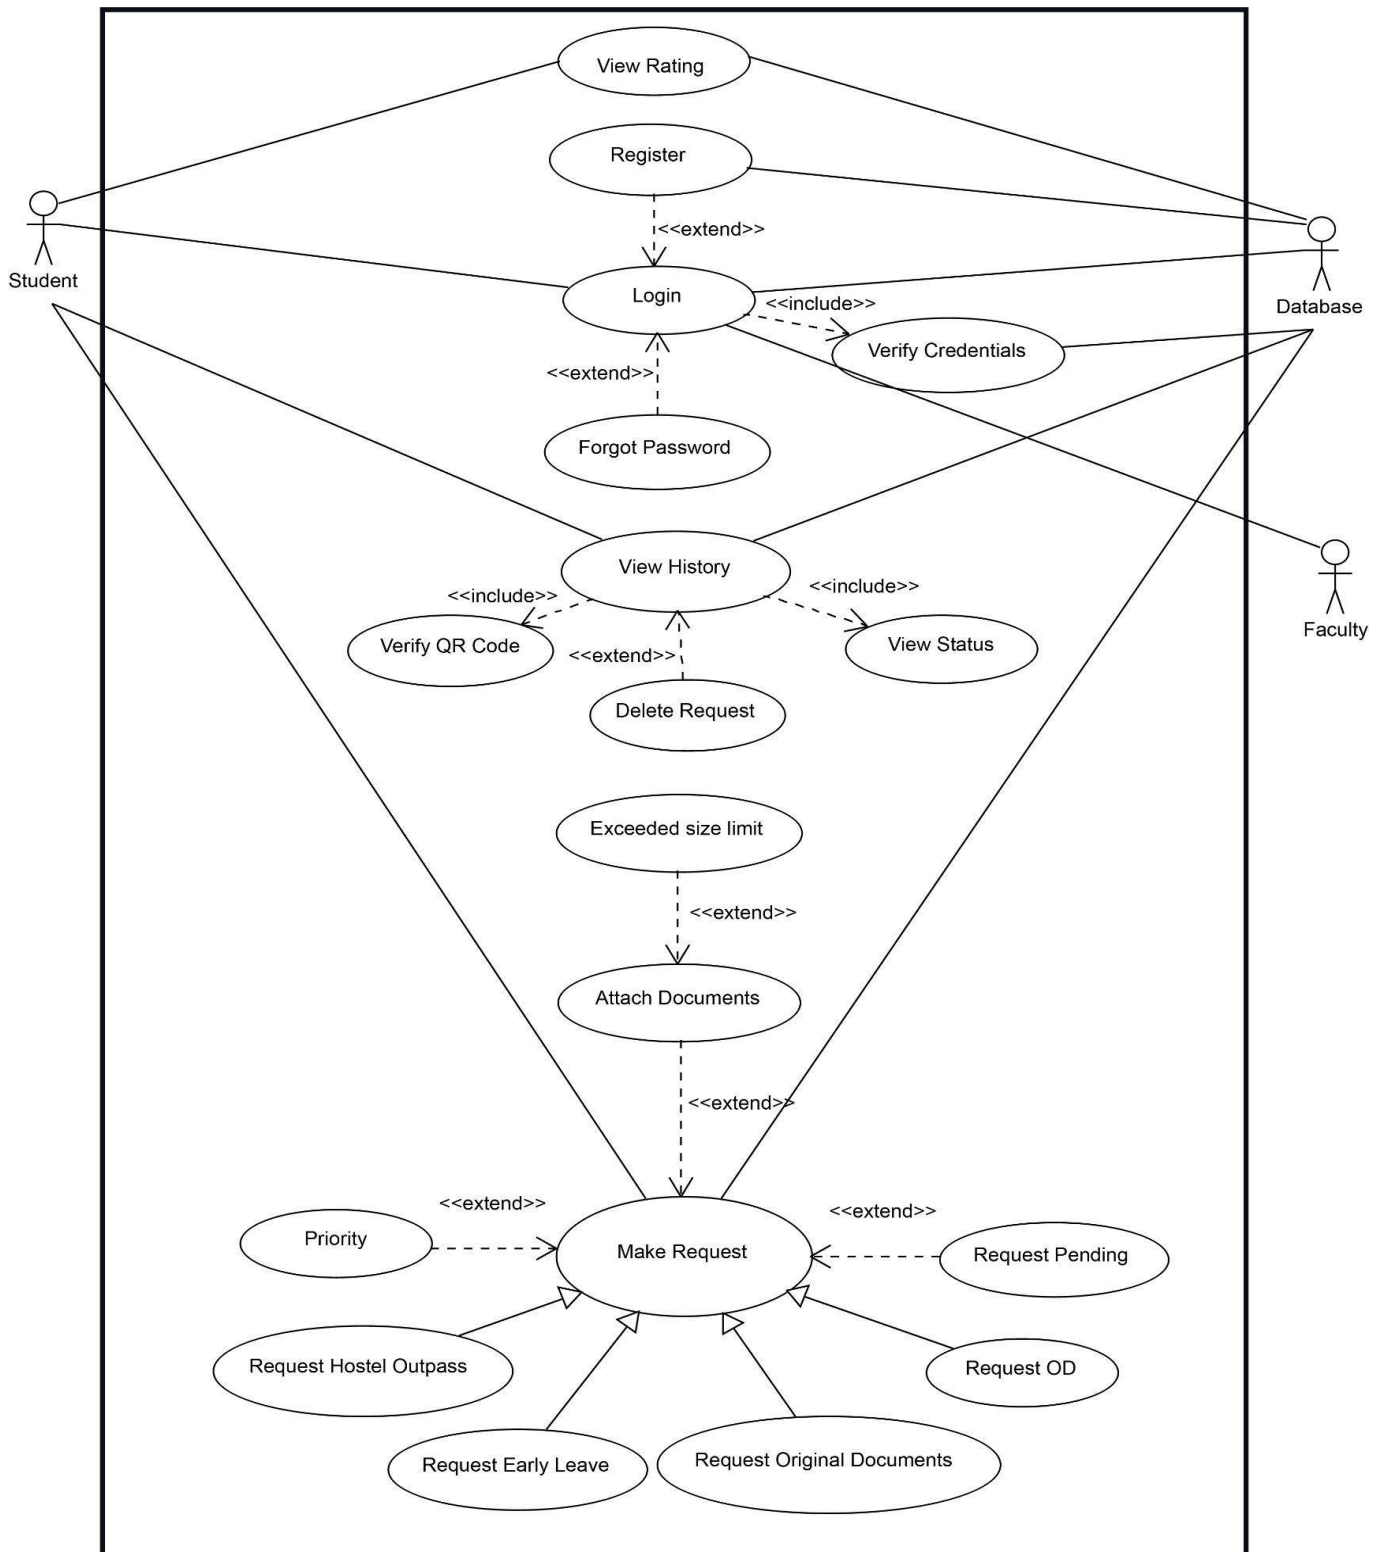 View Rating
Register
<<extend>>
Student
Login
<<include>>
Database
Verify Credentials
<<extend>>
Forgot Password
View History
<<include>>
<<include>>
Faculty
Verify QR Code
<<extend>>
View Status
Delete Request
Exceeded size limit
<<extend>>
Attach Documents
<<extend>>
<<extend>>
<<extend>>
Priority
Make Request
Request Pending
Request Hostel Outpass
Request OD
Request Early Leave
Request Original Documents